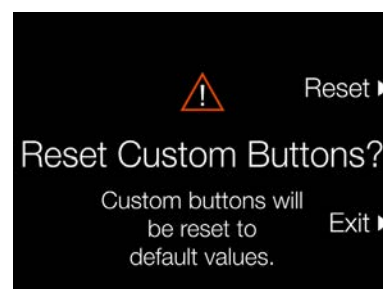 Reset
Reset Custom Buttons?
Custom buttons will
be reset to
Exit
default values.